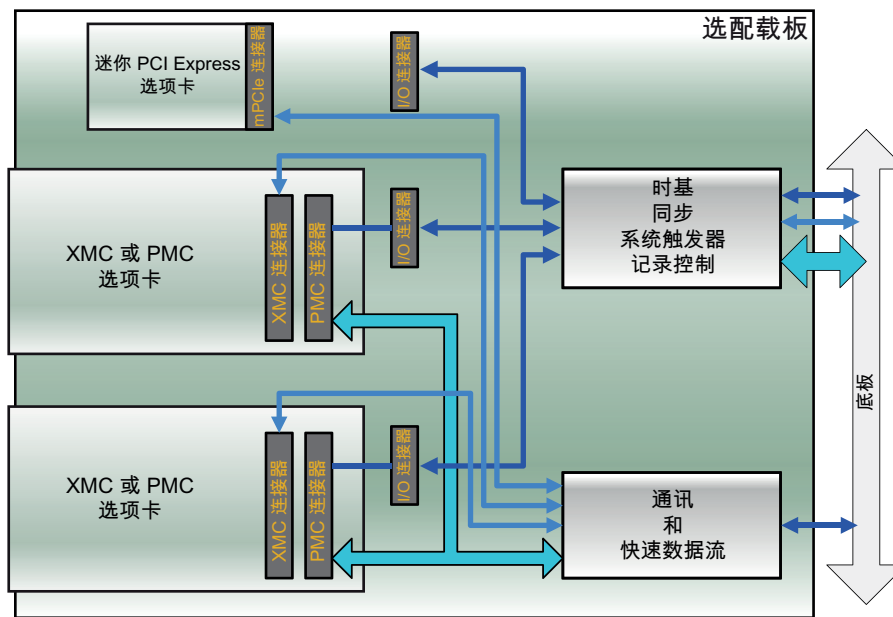 选配载板
迷你 PCI Express
选项卡
mPCIe 连接器
I/O 连接器
XMC 或 PMC
选项卡
XMC 连接器
PMC 连接器
I/O 连接器
时基
同步
系统触发器
记录控制
底板
XMC 或 PMC
选项卡
XMC 连接器
PMC 连接器
I/O 连接器
通讯
和
快速数据流